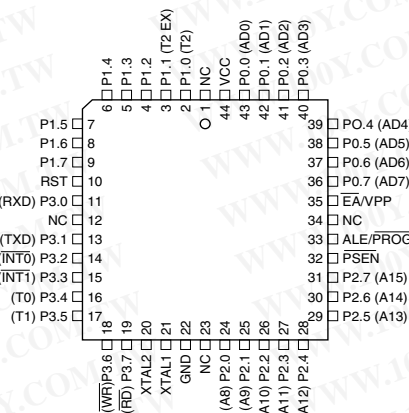 P1.4
P1.3
P1.2
P1.1 (T2 EX)
P1.0 (T2)
NC
VCC
P0.0 (AD0)
P0.1 (AD1)
P0.2 (AD2)
P0.3 (AD3)
6
5
4
3
2
1
44
43
42
41
40
P1.5 7
P1.6 8
P1.7 9
RST 10
(RXD) P3.0 11
NC 12
(TXD) P3.1 13
(INT0) P3.2 14
(INT1) P3.3 15
(T0) P3.4 16
(T1) P3.5 17
39 PO.4 (AD4
38 P0.5 (AD5)
37 P0.6 (AD6)
36 P0.7 (AD7)
35 EA/VPP
34 NC
33 ALE/PROG
32 PSEN
31 P2.7 (A15)
30 P2.6 (A14)
29 P2.5 (A13)
18
19
20
21
22
23
24
25
26
27
28
(WR)P3.6
(RD) P3.7
XTAL2
XTAL1
GND
NC
(A8) P2.0
(A9) P2.1
A10) P2.2
A11) P2.3
A12) P2.4